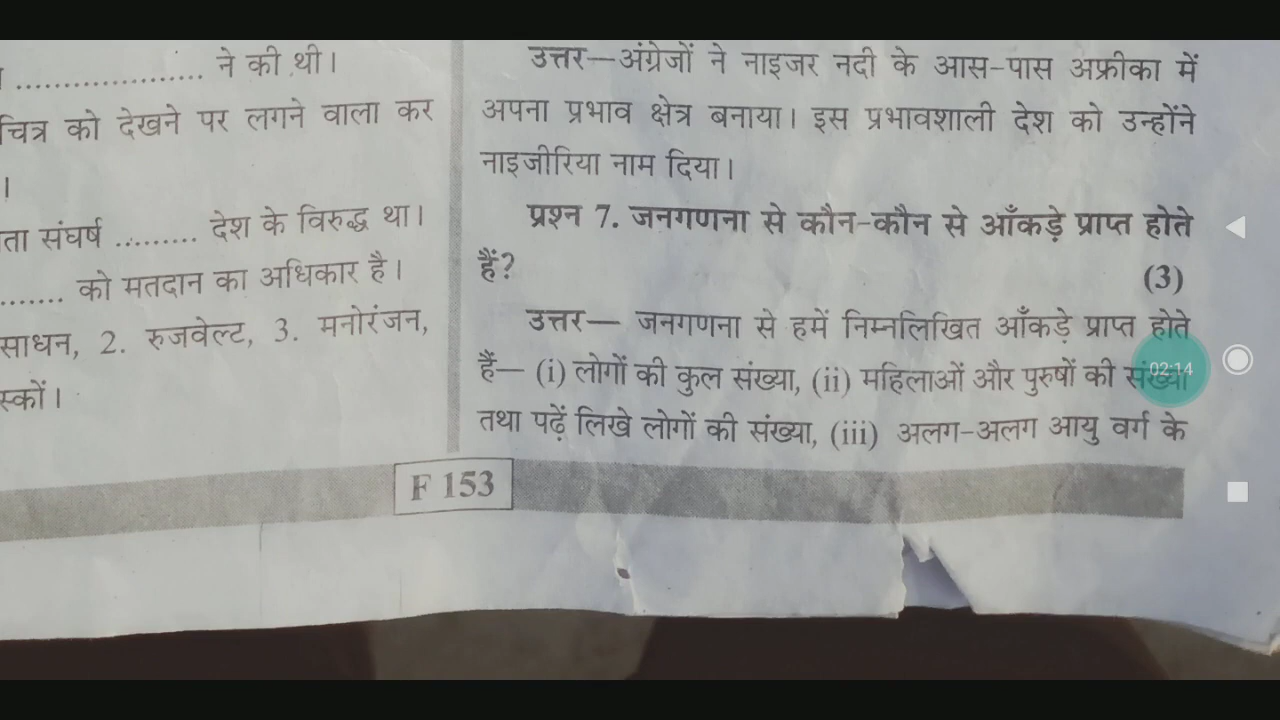 .................... ने की थी।
चित्र को देखने पर लगने वाला कर
।
ता संघर्ष ......... देश के विरुद्ध था।
....... को मतदान का अधिकार है।
साधन, 2. रुजवेल्ट, 3. मनोरंजन,
स्कों।
उत्तर—अंग्रेजों ने नाइजर नदी के आस-पास अफ्रीका में
अपना प्रभाव क्षेत्र बनाया। इस प्रभावशाली देश को उन्होंने
नाइजीरिया नाम दिया।
प्रश्न 7. जनगणना से कौन-कौन से आँकड़े प्राप्त होते
हैं? (3)
उत्तर— जनगणना से हमें निम्नलिखित आँकड़े प्राप्त होते
हैं— (i) लोगों की कुल संख्या, (ii) महिलाओं और पुरुषों की संख्या
तथा पढ़ें लिखे लोगों की संख्या, (iii) अलग-अलग आयु वर्ग के
02:14
F 153